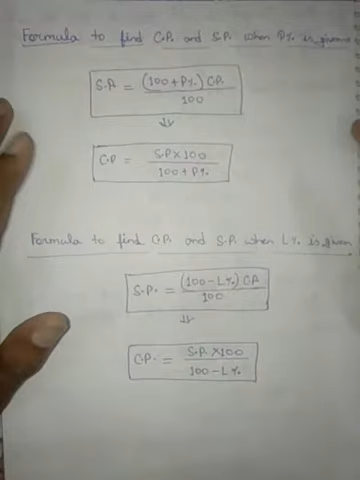 Formula to find C.P. and S.P. when P% is given
S.P. = (100+P%) C.P. / 100
C.P = S.P×100 / 100+P%
Formula to find C.P. and S.P. when L% is given
S.P. = (100-L%) C.P. / 100
C.P. = S.P.×100 / 100-L%